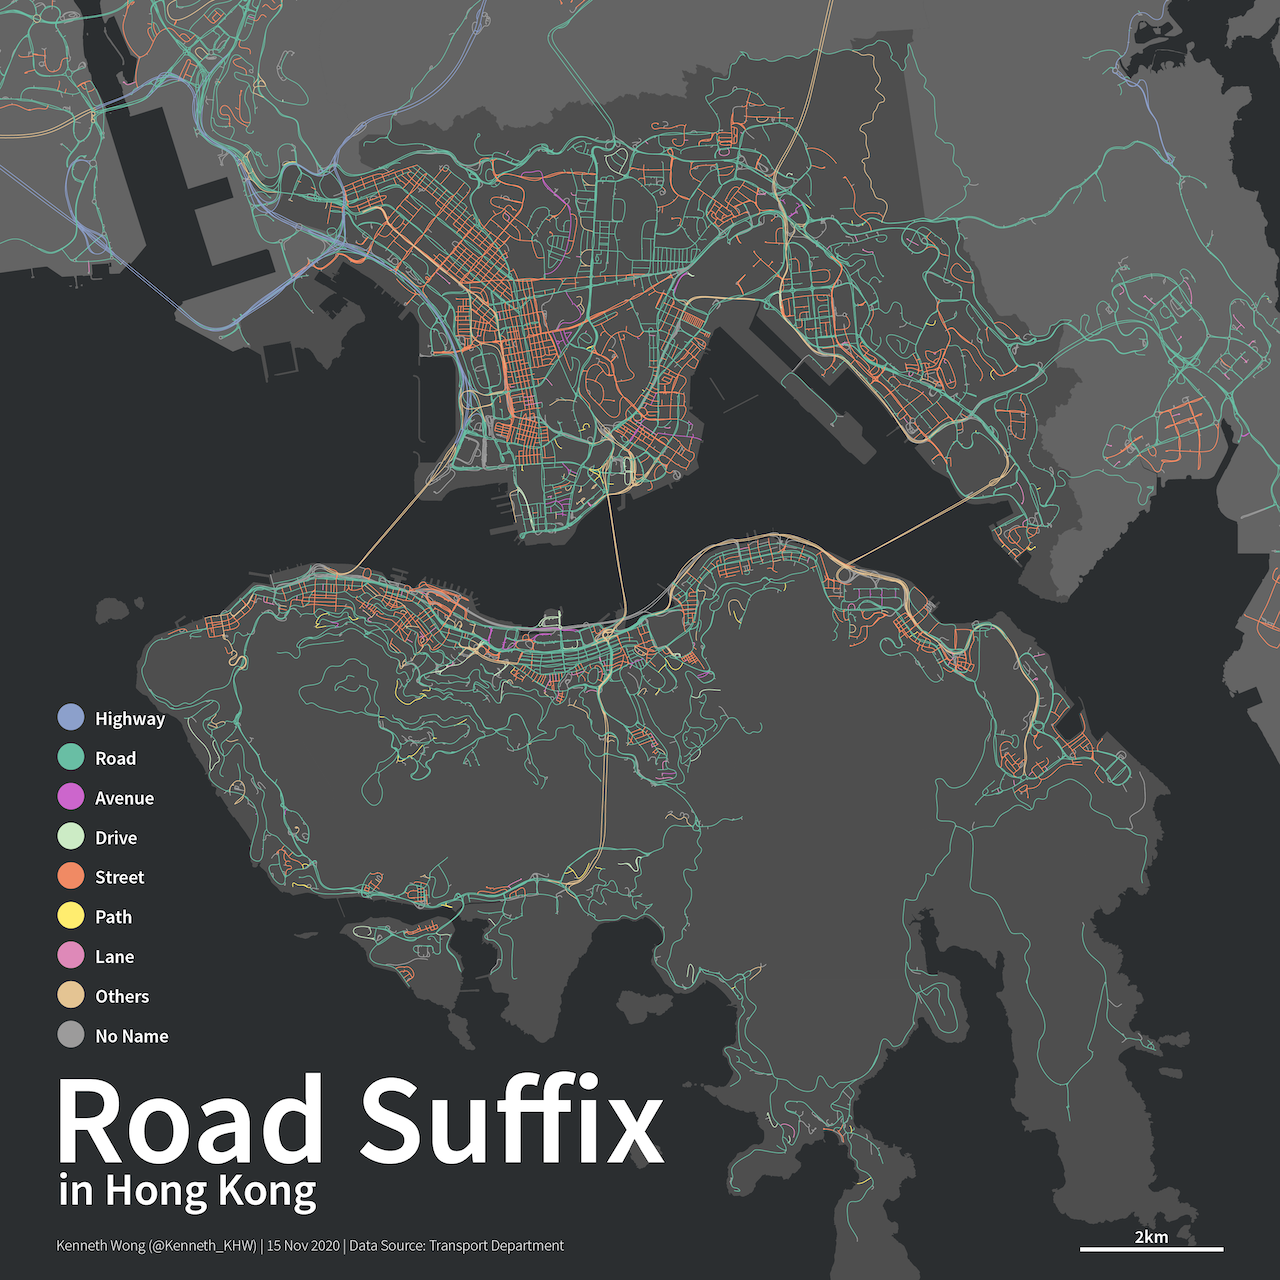 Highway
Road
Avenue
Drive
Street
Path
Lane
Others
No Name
Road Suffix
in Hong Kong
Kenneth Wong (@Kenneth_KHW) | 15 Nov 2020 | Data Source: Transport Department
2km